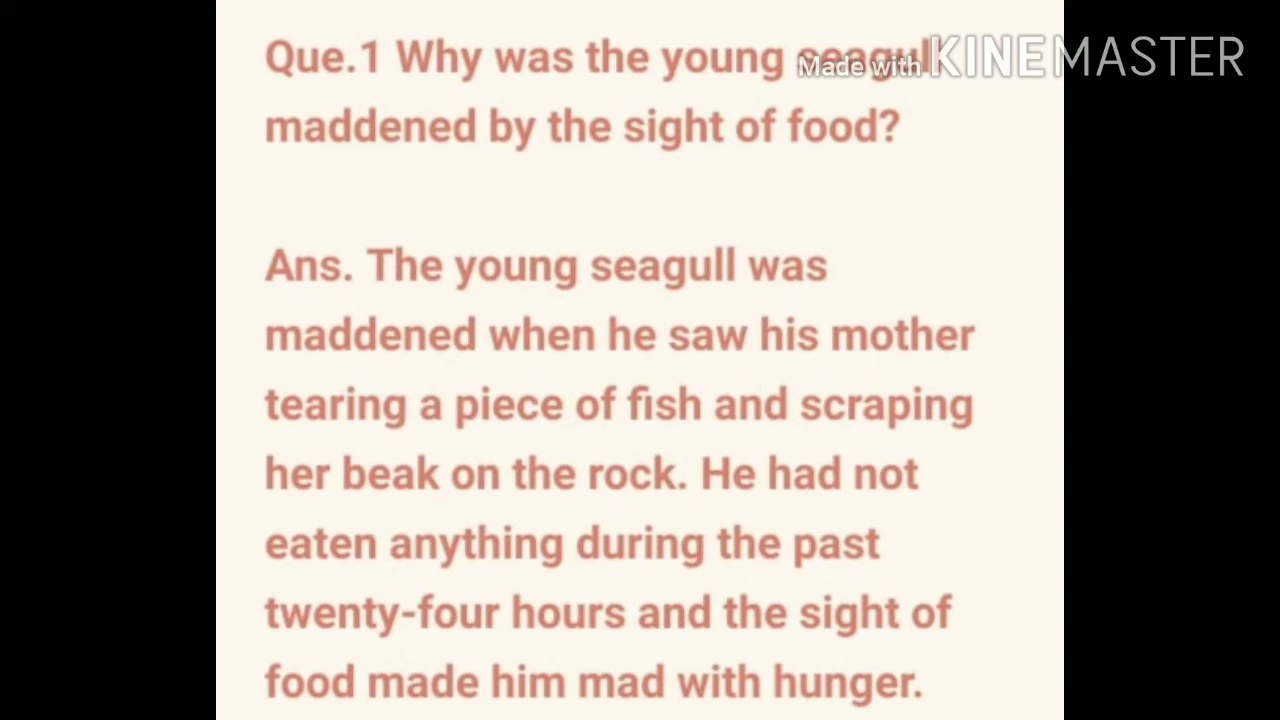 Que.1 Why was the young seagull
Made with KINEMASTER
maddened by the sight of food?
Ans. The young seagull was
maddened when he saw his mother
tearing a piece of fish and scraping
her beak on the rock. He had not
eaten anything during the past
twenty-four hours and the sight of
food made him mad with hunger.